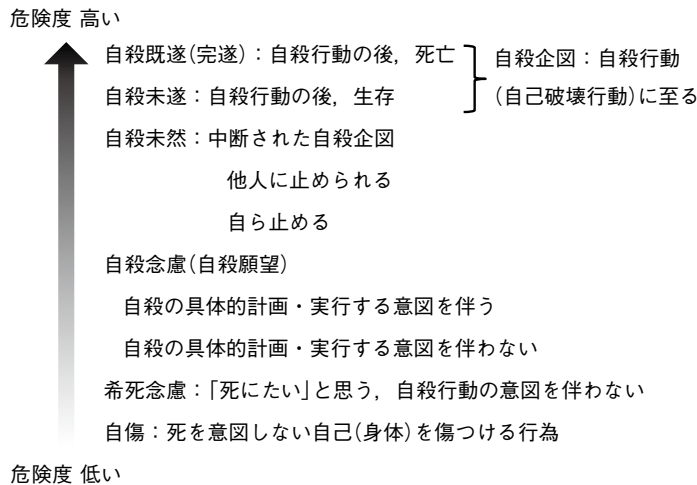 危険度 高い
自殺既遂(完遂)：自殺行動の後，死亡
自殺未遂：自殺行動の後，生存
自殺企図：自殺行動
(自己破壊行動)に至る
自殺未然：中断された自殺企図
他人に止められる
自ら止める
自殺念慮(自殺願望)
自殺の具体的計画・実行する意図を伴う
自殺の具体的計画・実行する意図を伴わない
希死念慮：｢死にたい｣と思う，自殺行動の意図を伴わない
自傷：死を意図しない自己(身体)を傷つける行為
危険度 低い